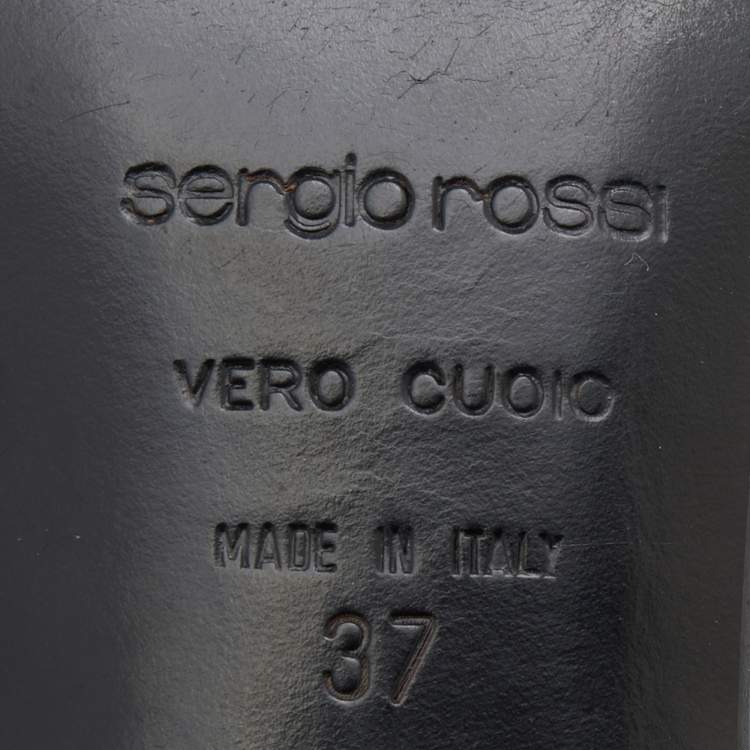 sergio rossi
VERO CUOIO
MADE IN ITALY
37